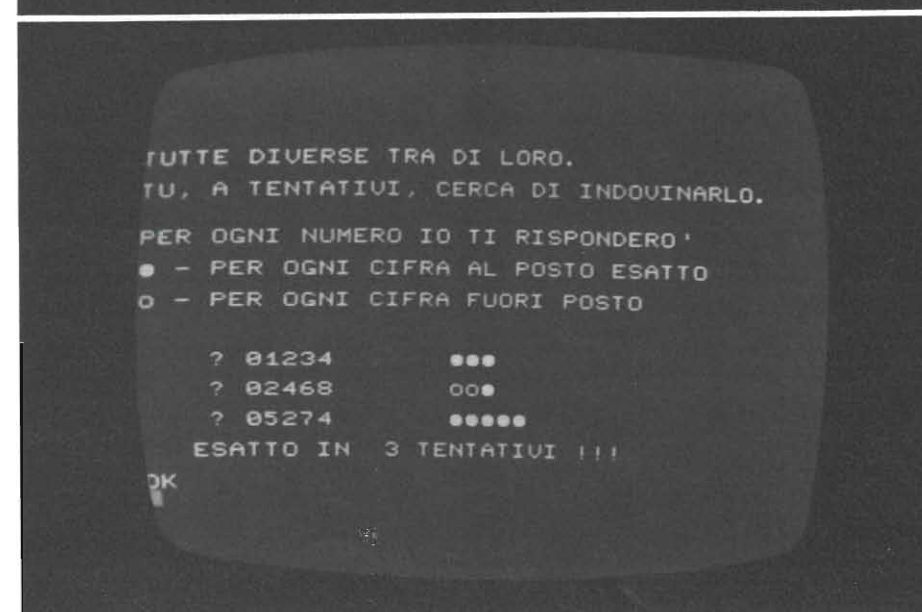 TUTTE DIVERSE TRA DI LORO.
TU, A TENTATIVI, CERCA DI INDOVINARLO.
PER OGNI NUMERO IO TI RISPONDERO'
● - PER OGNI CIFRA AL POSTO ESATTO
o - PER OGNI CIFRA FUORI POSTO
? 01234 ●●●
? 02468 oo●
? 05274 ●●●●●
ESATTO IN 3 TENTATIVI !!!
OK